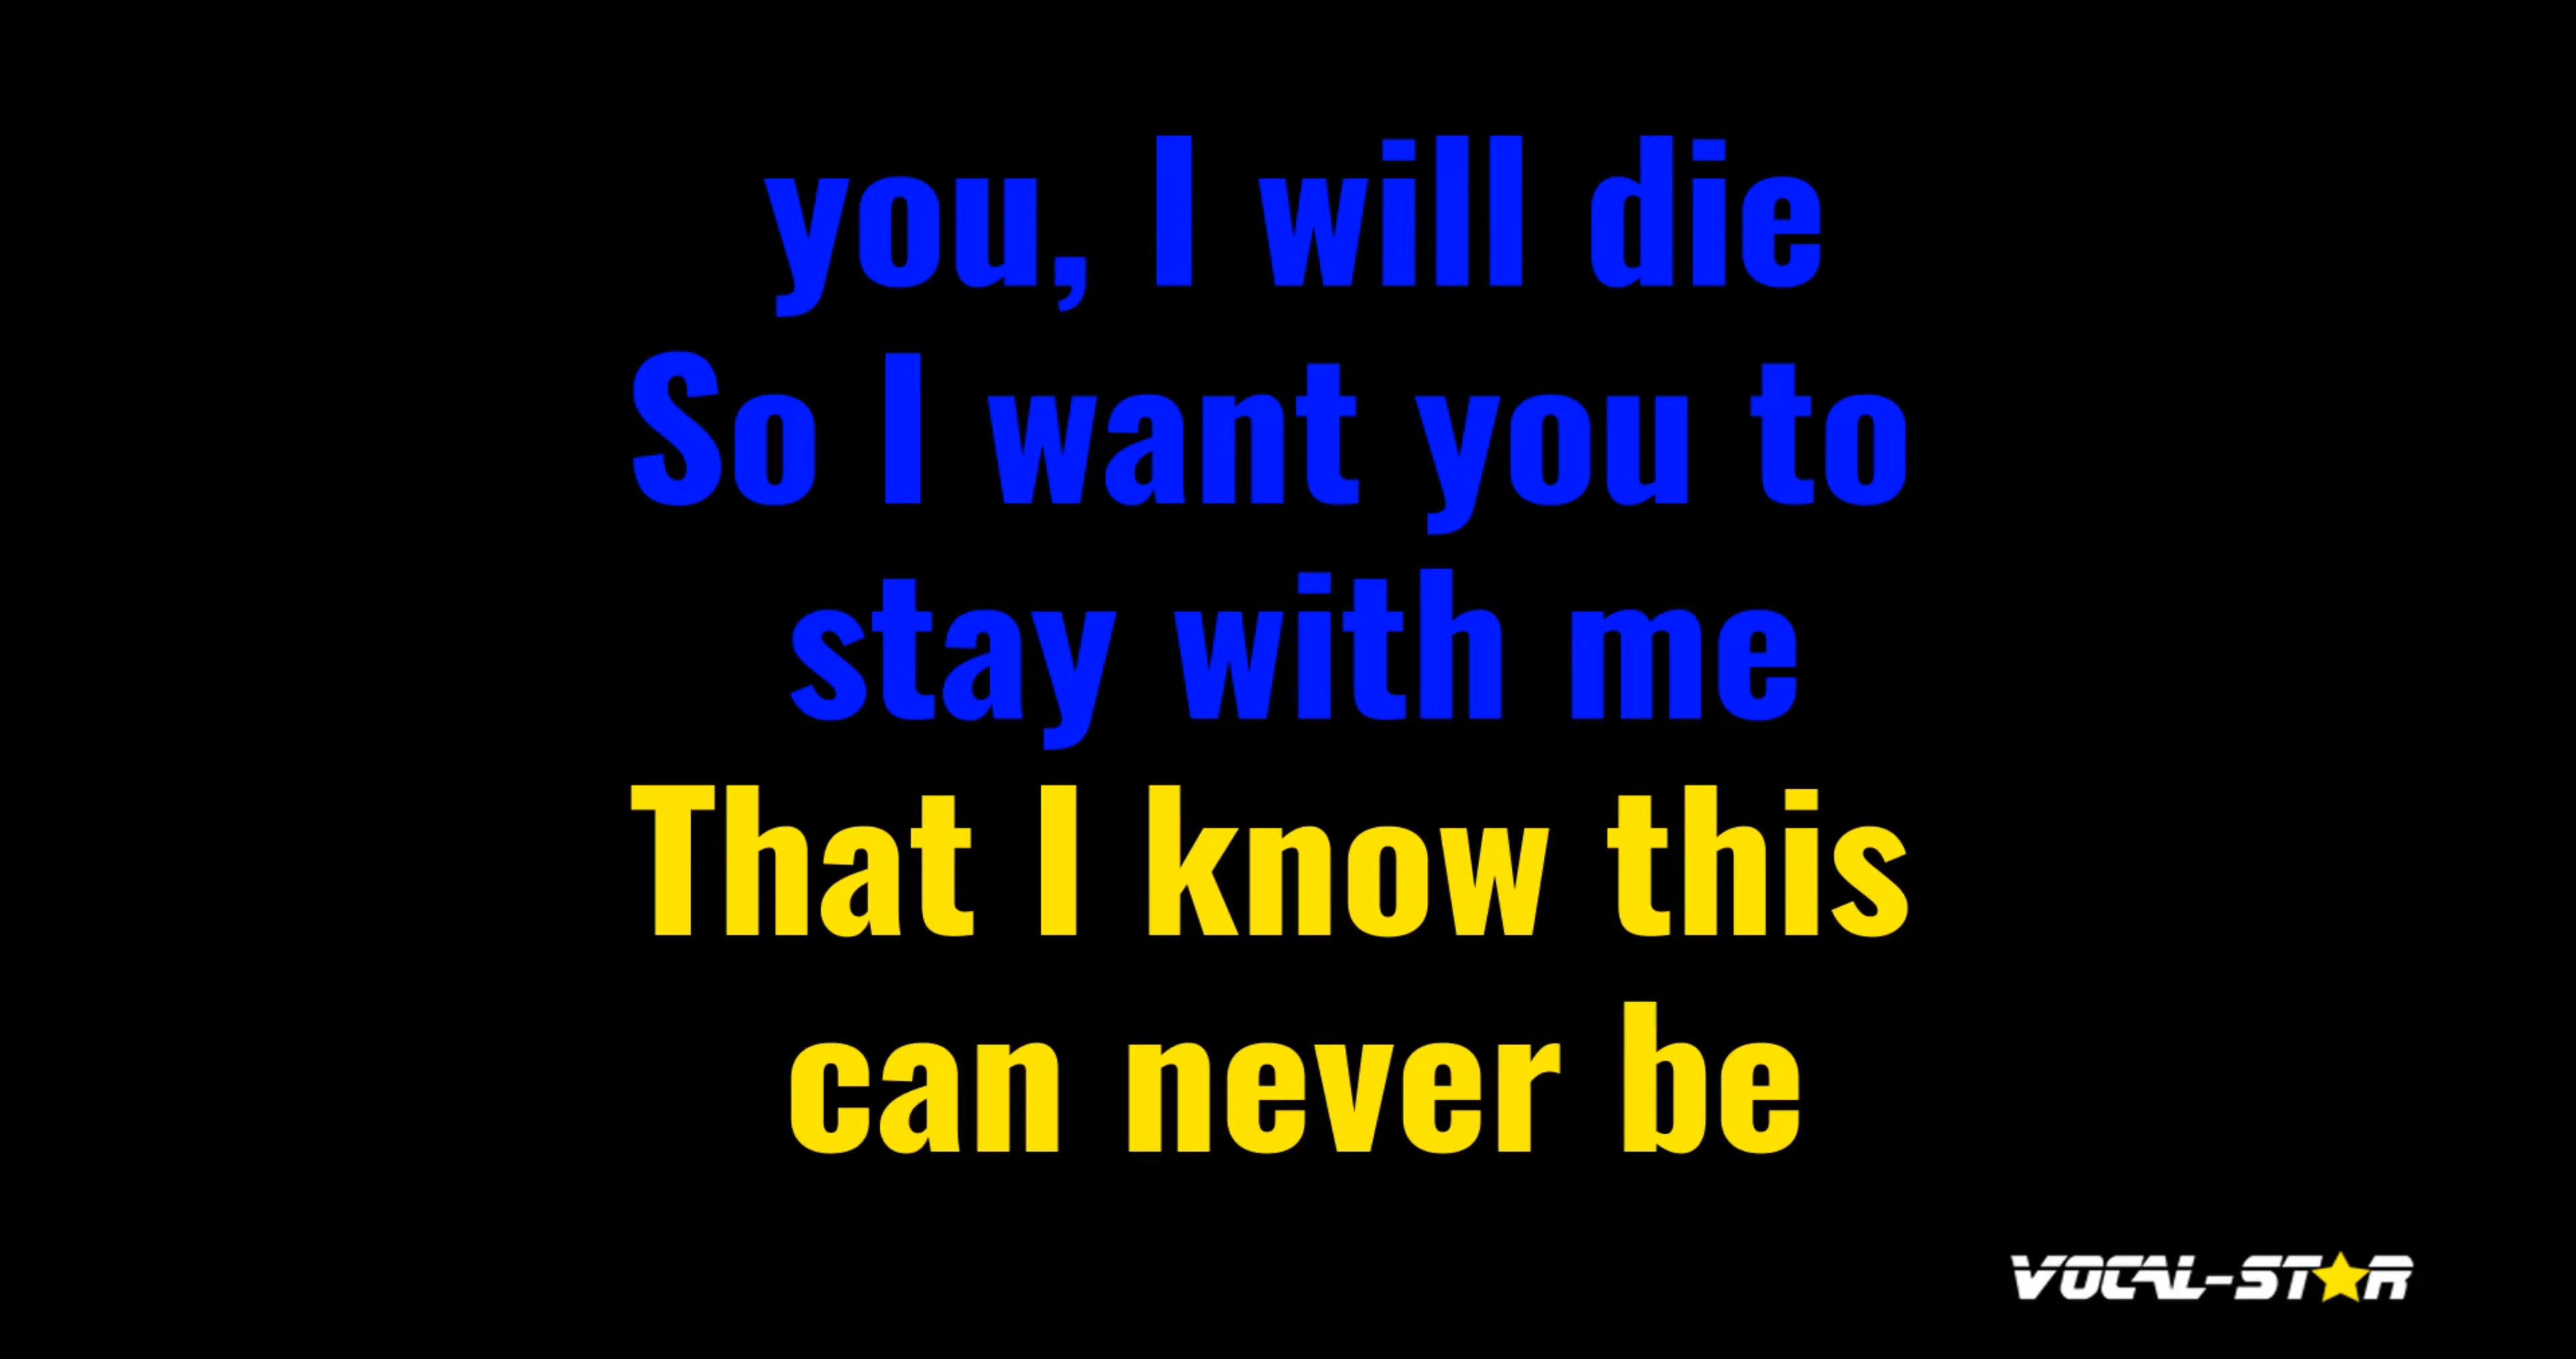 you, I will die
So I want you to
stay with me
That I know this
can never be
VOCAL-STAR